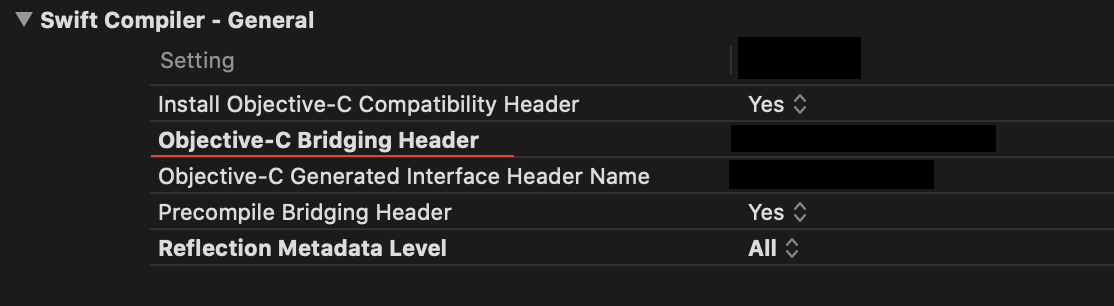 Swift Compiler - General
Setting
Install Objective-C Compatibility Header Yes
Objective-C Bridging Header
Objective-C Generated Interface Header Name
Precompile Bridging Header Yes
Reflection Metadata Level All